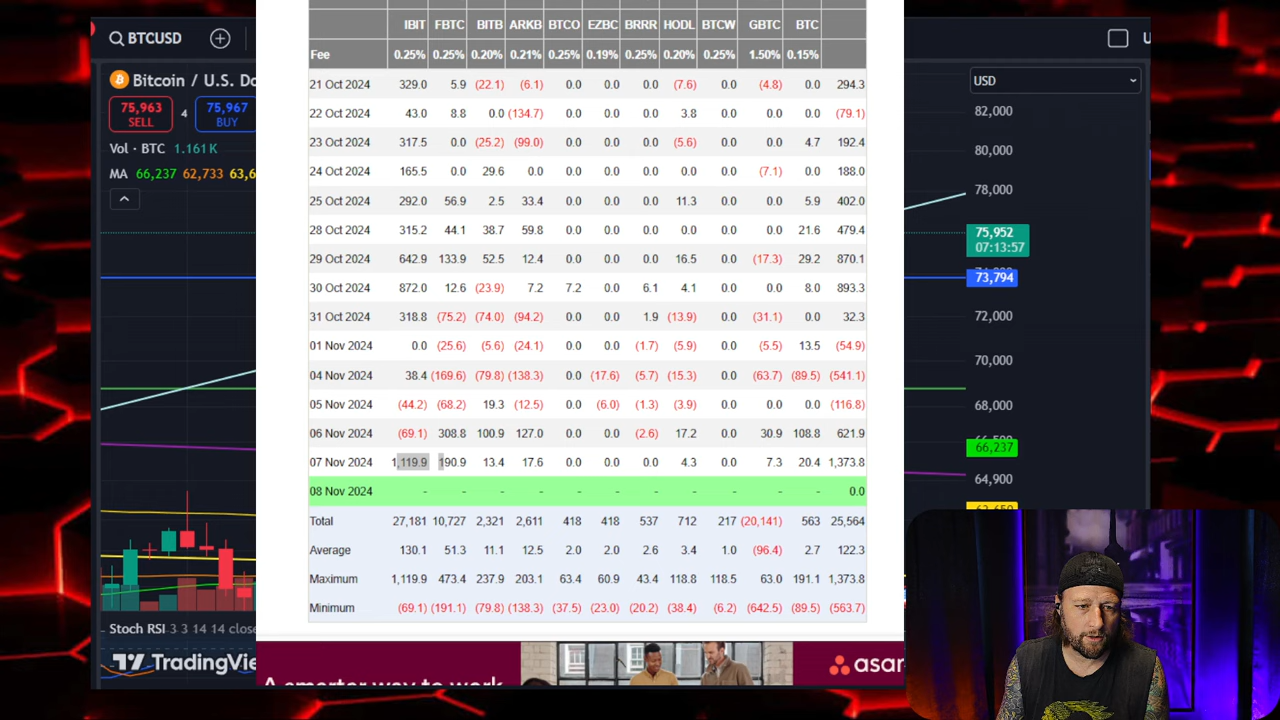 BTCUSD
Bitcoin / U.S. Do
75,963 SELL 4 75,967 BUY
Vol · BTC 1.161 K
MA 66,237 62,733 63,6
IBIT FBTC BITB ARKB BTCO EZBC BRRR HODL BTCW GBTC BTC
Fee 0.25% 0.25% 0.20% 0.21% 0.25% 0.19% 0.25% 0.20% 0.25% 1.50% 0.15%
21 Oct 2024 329.0 5.9 (22.1) (6.1) 0.0 0.0 0.0 (7.6) 0.0 (4.8) 0.0 294.3
22 Oct 2024 43.0 8.8 0.0 (134.7) 0.0 0.0 0.0 3.8 0.0 0.0 0.0 (79.1)
23 Oct 2024 317.5 0.0 (25.2) (99.0) 0.0 0.0 0.0 (5.6) 0.0 0.0 4.7 192.4
24 Oct 2024 165.5 0.0 29.6 0.0 0.0 0.0 0.0 0.0 0.0 (7.1) 0.0 188.0
25 Oct 2024 292.0 56.9 2.5 33.4 0.0 0.0 0.0 11.3 0.0 0.0 5.9 402.0
28 Oct 2024 315.2 44.1 38.7 59.8 0.0 0.0 0.0 0.0 0.0 0.0 21.6 479.4
29 Oct 2024 642.9 133.9 52.5 12.4 0.0 0.0 0.0 16.5 0.0 (17.3) 29.2 870.1
30 Oct 2024 872.0 12.6 (23.9) 7.2 7.2 0.0 6.1 4.1 0.0 0.0 8.0 893.3
31 Oct 2024 318.8 (75.2) (74.0) (94.2) 0.0 0.0 1.9 (13.9) 0.0 (31.1) 0.0 32.3
01 Nov 2024 0.0 (25.6) (5.6) (24.1) 0.0 0.0 (1.7) (5.9) 0.0 (5.5) 13.5 (54.9)
04 Nov 2024 38.4 (169.6) (79.8) (138.3) 0.0 (17.6) (5.7) (15.3) 0.0 (63.7) (89.5) (541.1)
05 Nov 2024 (44.2) (68.2) 19.3 (12.5) 0.0 (6.0) (1.3) (3.9) 0.0 0.0 0.0 (116.8)
06 Nov 2024 (69.1) 308.8 100.9 127.0 0.0 0.0 (2.6) 17.2 0.0 30.9 108.8 621.9
07 Nov 2024 1,119.9 190.9 13.4 17.6 0.0 0.0 0.0 4.3 0.0 7.3 20.4 1,373.8
08 Nov 2024 - - - - - - - - - - - 0.0
Total 27,181 10,727 2,321 2,611 418 418 537 712 217 (20,141) 563 25,564
Average 130.1 51.3 11.1 12.5 2.0 2.0 2.6 3.4 1.0 (96.4) 2.7 122.3
Maximum 1,119.9 473.4 237.9 203.1 63.4 60.9 43.4 118.8 118.5 63.0 191.1 1,373.8
Minimum (69.1) (191.1) (79.8) (138.3) (37.5) (23.0) (20.2) (38.4) (6.2) (642.5) (89.5) (563.7)
USD
82,000
80,000
78,000
75,952
07:13:57
73,794
72,000
70,000
68,000
66,237
64,900
Stoch RSI 3 3 14 14 close
TradingVie
asar